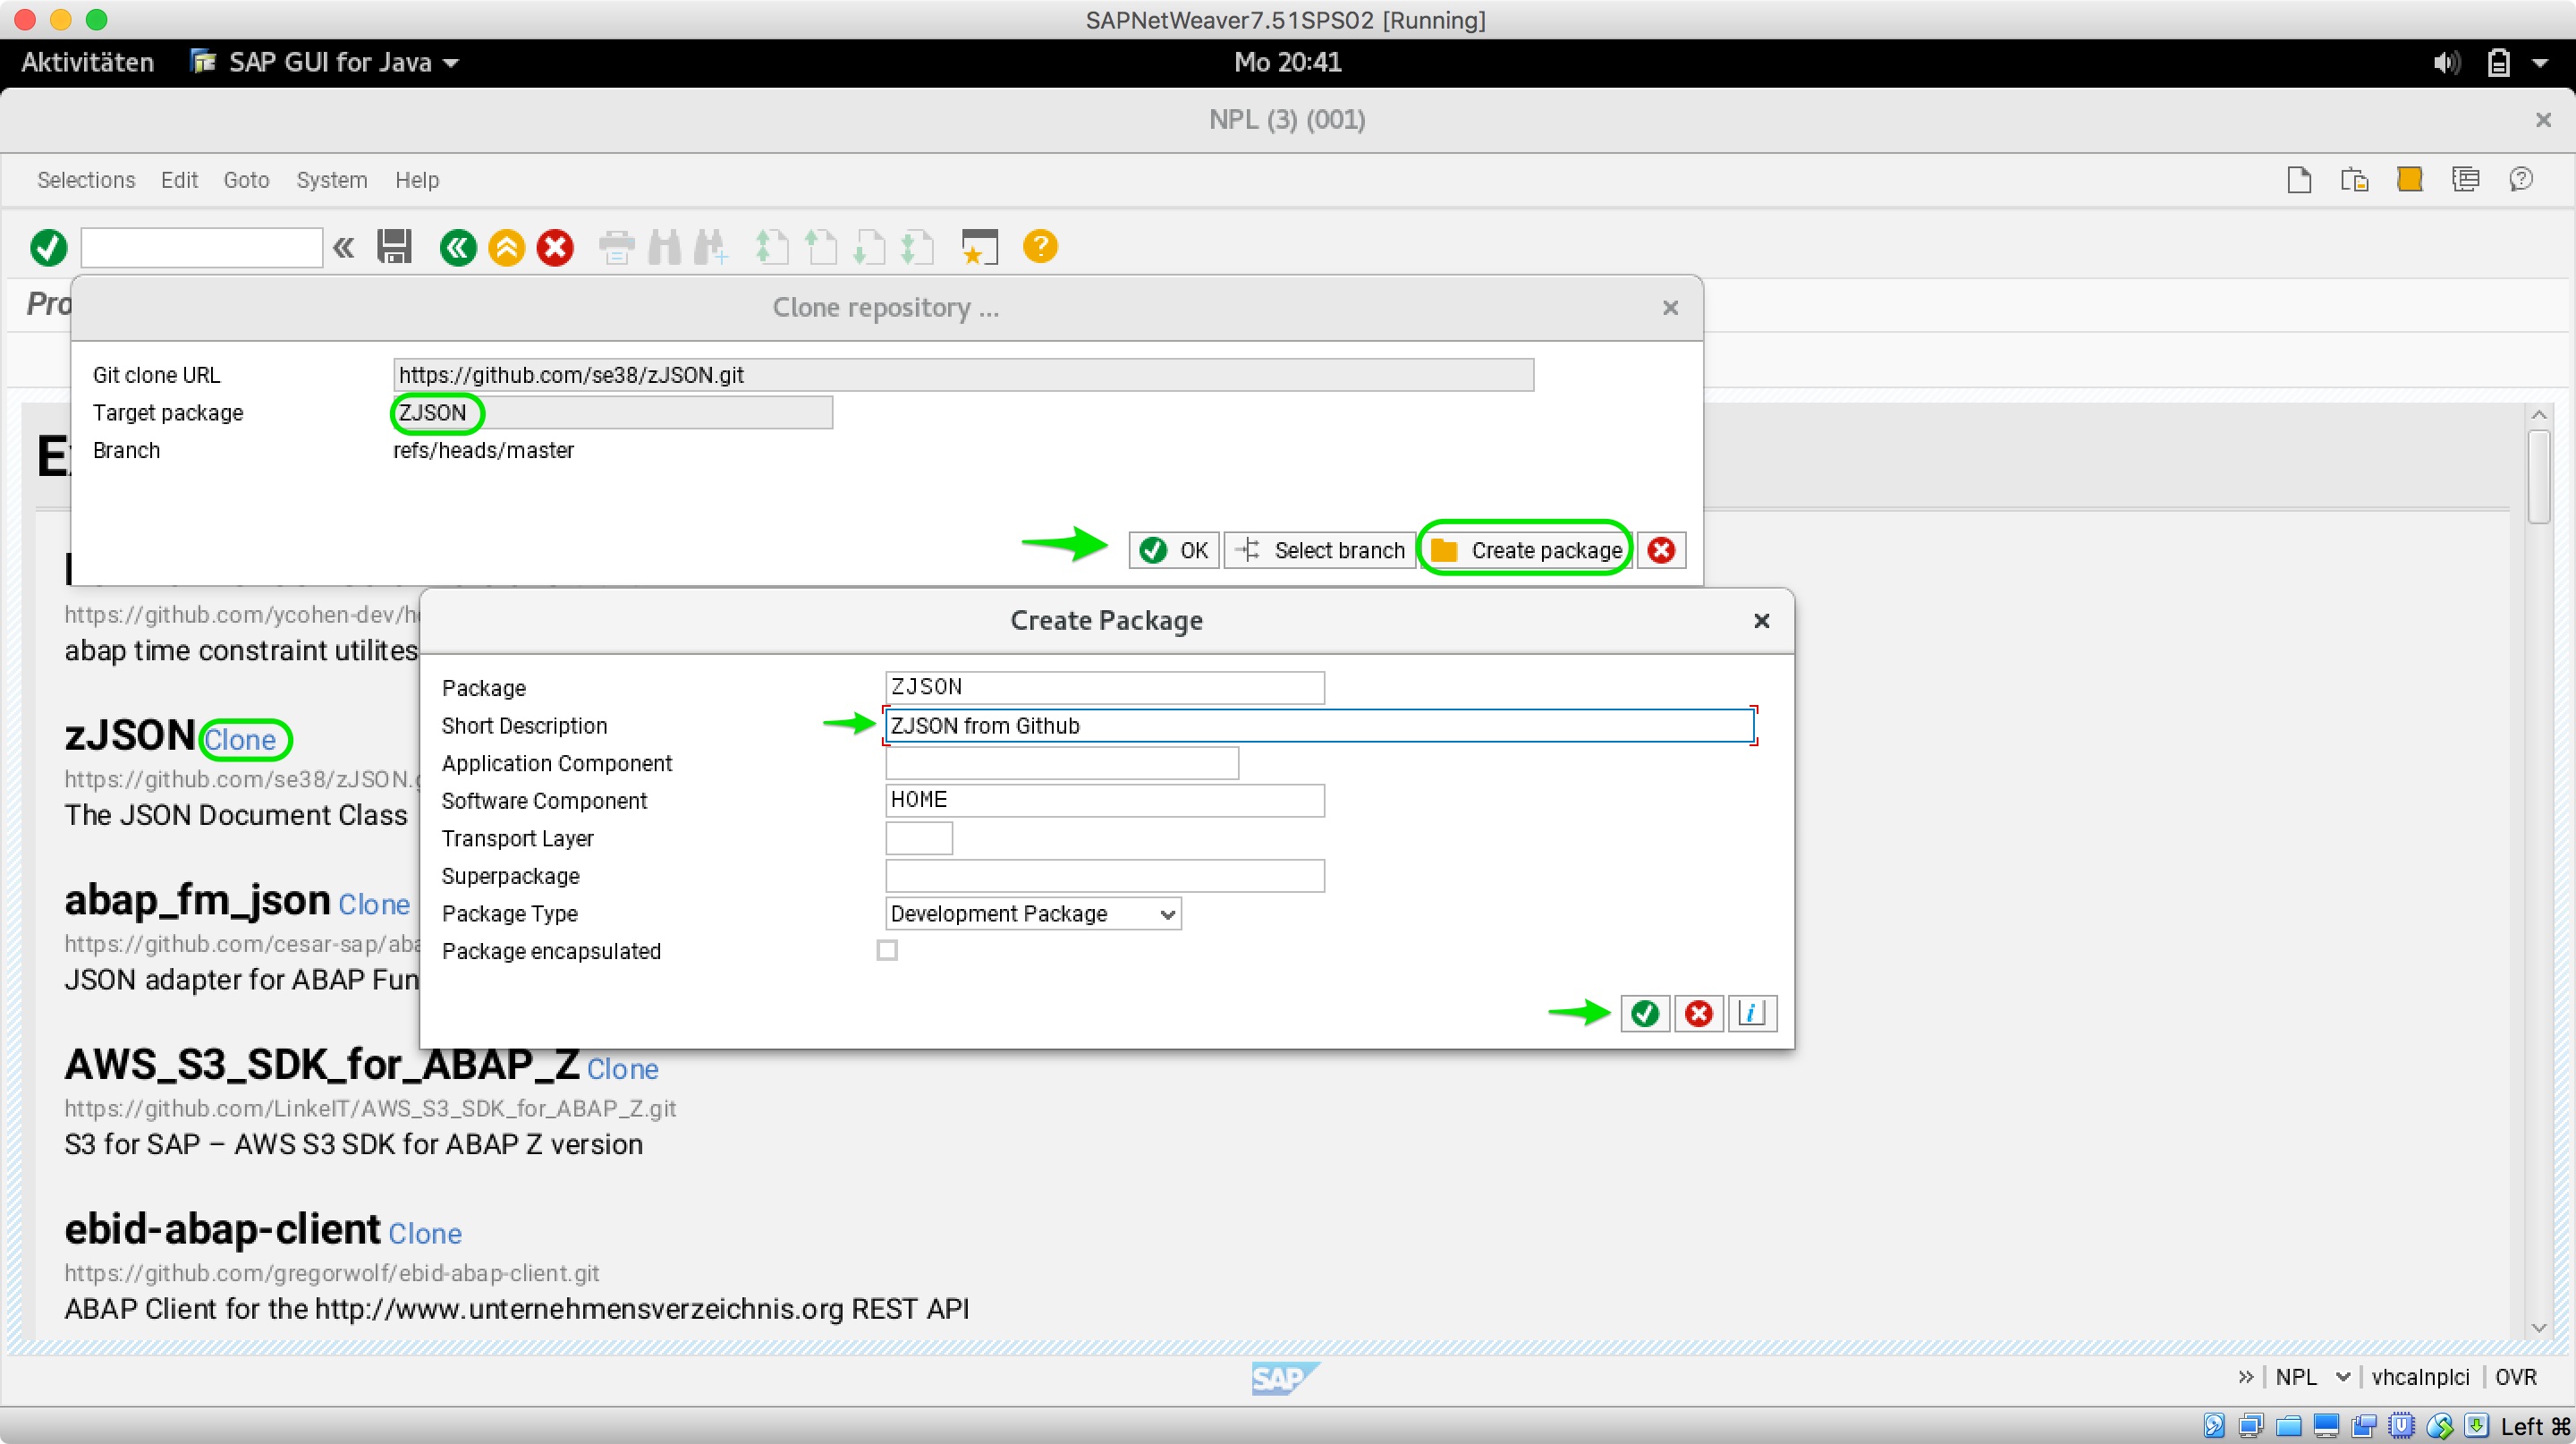 SAPNetWeaver7.51SPS02 [Running]
Aktivitäten SAP GUI for Java Mo 20:41
NPL (3) (001)
Selections Edit Goto System Help
Pro
Clone repository ...
Git clone URL https://github.com/se38/zJSON.git
Target package ZJSON
Branch refs/heads/master
OK Select branch Create package
https://github.com/ycohen-dev/h
abap time constraint utilites
zJSON Clone
https://github.com/se38/zJSON.g
The JSON Document Class
abap_fm_json Clone
https://github.com/cesar-sap/aba
JSON adapter for ABAP Fun
Create Package
Package ZJSON
Short Description ZJSON from Github
Application Component
Software Component HOME
Transport Layer
Superpackage
Package Type Development Package
Package encapsulated
AWS_S3_SDK_for_ABAP_Z Clone
https://github.com/LinkeIT/AWS_S3_SDK_for_ABAP_Z.git
S3 for SAP – AWS S3 SDK for ABAP Z version
ebid-abap-client Clone
https://github.com/gregorwolf/ebid-abap-client.git
ABAP Client for the http://www.unternehmensverzeichnis.org REST API
SAP
NPL vhcalnplci OVR
Left ⌘